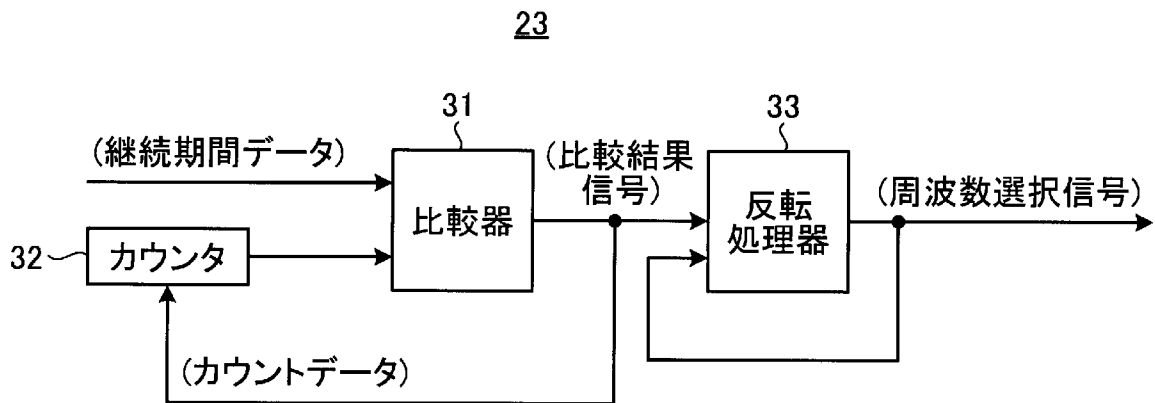 23
31
33
(継続期間データ)
(比較結果
信号)
(周波数選択信号)
比較器
反転
処理器
32
カウンタ
(カウントデータ)